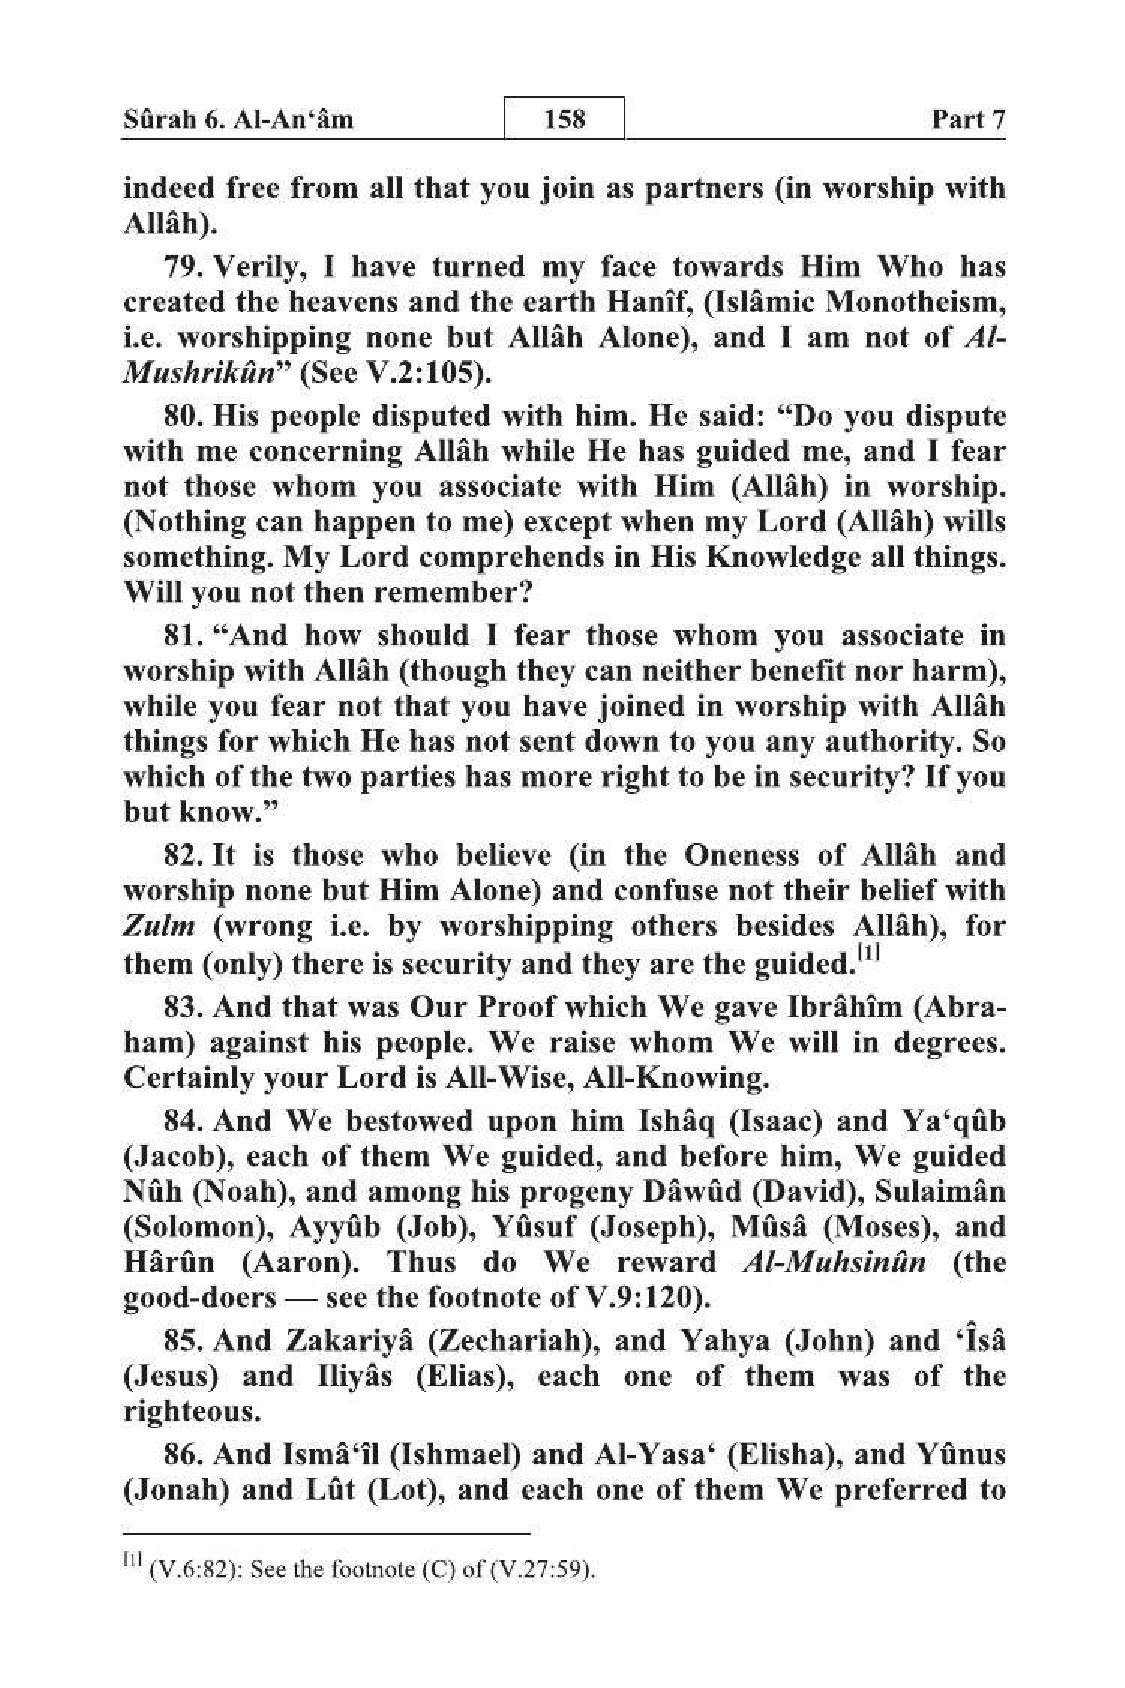 Sûrah 6. Al-An‘âm 158 Part 7
indeed free from all that you join as partners (in worship with
Allâh).
79. Verily, I have turned my face towards Him Who has
created the heavens and the earth Hanîf, (Islâmic Monotheism,
i.e. worshipping none but Allâh Alone), and I am not of Al-
Mushrikûn” (See V.2:105).
80. His people disputed with him. He said: “Do you dispute
with me concerning Allâh while He has guided me, and I fear
not those whom you associate with Him (Allâh) in worship.
(Nothing can happen to me) except when my Lord (Allâh) wills
something. My Lord comprehends in His Knowledge all things.
Will you not then remember?
81. “And how should I fear those whom you associate in
worship with Allâh (though they can neither benefit nor harm),
while you fear not that you have joined in worship with Allâh
things for which He has not sent down to you any authority. So
which of the two parties has more right to be in security? If you
but know.”
82. It is those who believe (in the Oneness of Allâh and
worship none but Him Alone) and confuse not their belief with
Zulm (wrong i.e. by worshipping others besides Allâh), for
them (only) there is security and they are the guided.[1]
83. And that was Our Proof which We gave Ibrâhîm (Abra-
ham) against his people. We raise whom We will in degrees.
Certainly your Lord is All-Wise, All-Knowing.
84. And We bestowed upon him Ishâq (Isaac) and Ya‘qûb
(Jacob), each of them We guided, and before him, We guided
Nûh (Noah), and among his progeny Dâwûd (David), Sulaimân
(Solomon), Ayyûb (Job), Yûsuf (Joseph), Mûsâ (Moses), and
Hârûn (Aaron). Thus do We reward Al-Muhsinûn (the
good-doers — see the footnote of V.9:120).
85. And Zakariyâ (Zechariah), and Yahya (John) and ‘Îsâ
(Jesus) and Iliyâs (Elias), each one of them was of the
righteous.
86. And Ismâ‘îl (Ishmael) and Al-Yasa‘ (Elisha), and Yûnus
(Jonah) and Lût (Lot), and each one of them We preferred to
[1] (V.6:82): See the footnote (C) of (V.27:59).